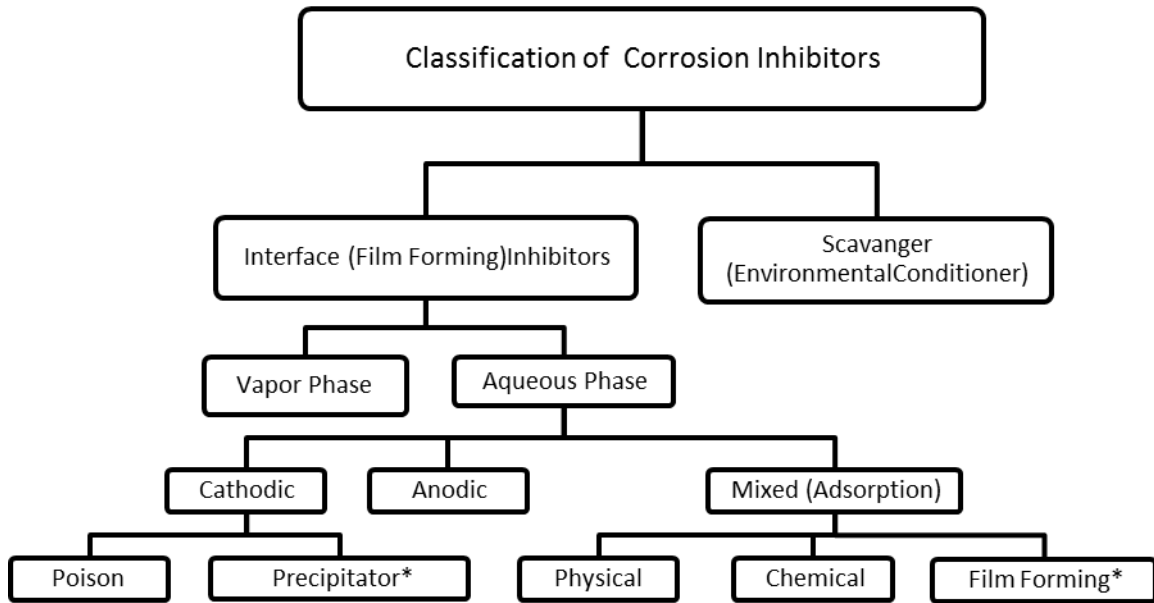 Classification of  Corrosion Inhibitors
Interface (Film Forming)Inhibitors
Scavanger
(EnvironmentalConditioner)
Vapor Phase
Aqueous Phase
Cathodic
Anodic
Mixed (Adsorption)
Poison
Precipitator*
Physical
Chemical
Film Forming*